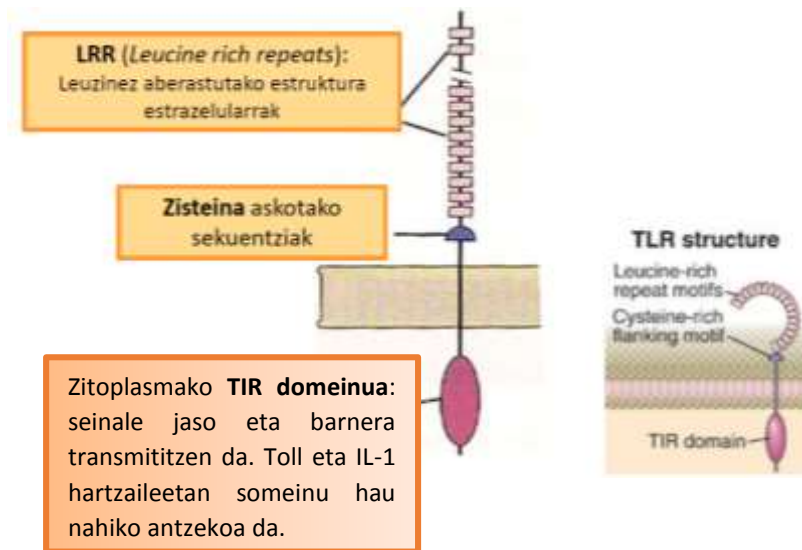 LRR (Leucine rich repeats):
Leuzinez aberastutako estruktura
estrazelularrak
Zisteina askotako
sekuentziak
Zitoplasmako TIR domeinua:
seinale jaso eta barnera
transmititzen da. Toll eta IL-1
hartzaileetan someinu hau
nahiko antzekoa da.
TLR structure
Leucine-rich
repeat motifs
Cysteine-rich
flanking motif
TIR domain